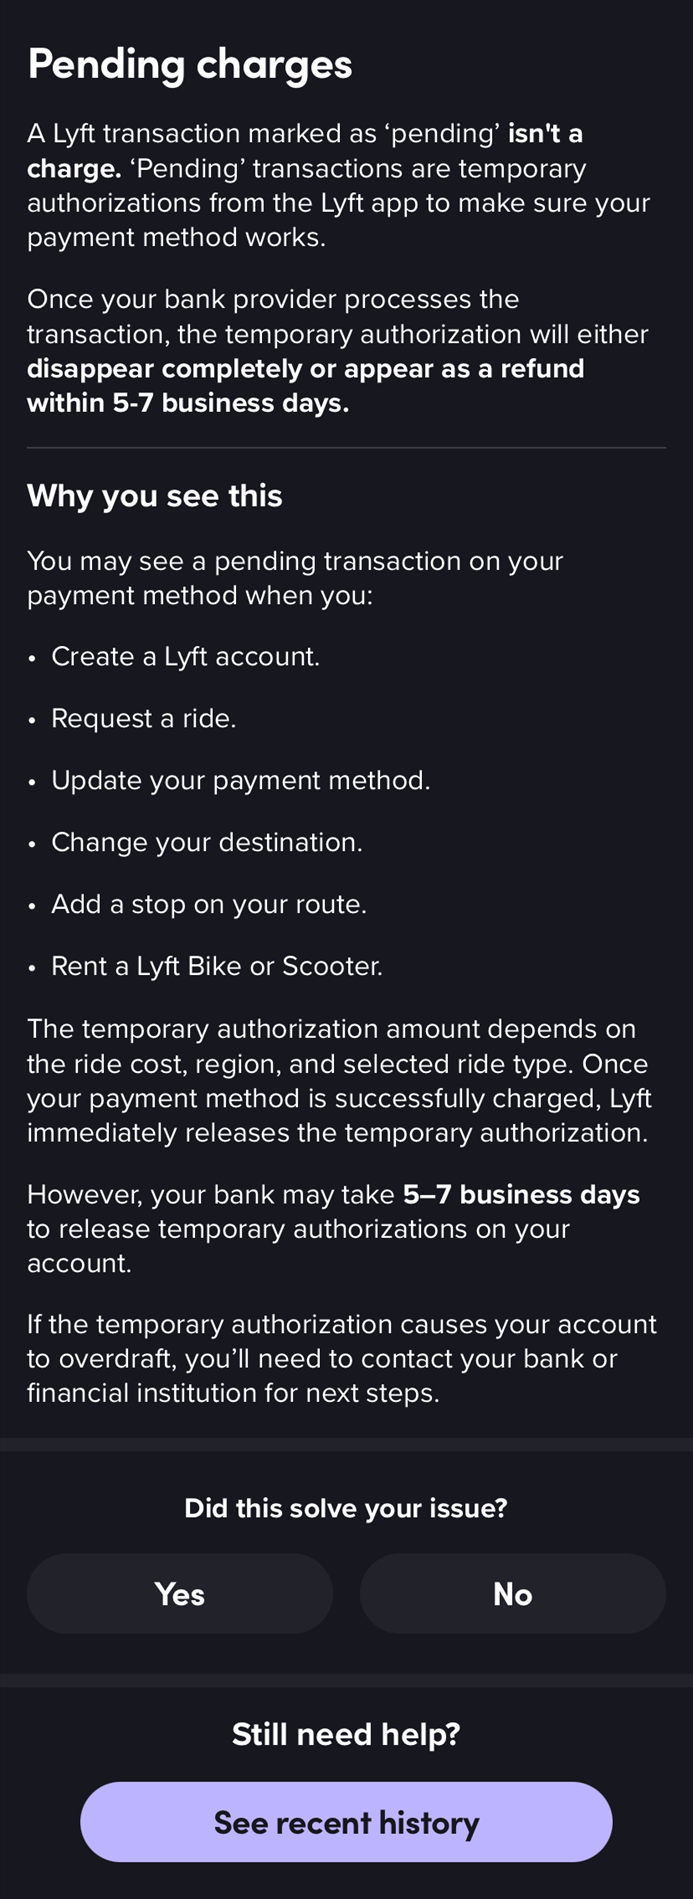 Pending charges
A Lyft transaction marked as ‘pending’ isn't a
charge. ‘Pending’ transactions are temporary
authorizations from the Lyft app to make sure your
payment method works.
Once your bank provider processes the
transaction, the temporary authorization will either
disappear completely or appear as a refund
within 5-7 business days.
Why you see this
You may see a pending transaction on your
payment method when you:
• Create a Lyft account.
• Request a ride.
• Update your payment method.
• Change your destination.
• Add a stop on your route.
• Rent a Lyft Bike or Scooter.
The temporary authorization amount depends on
the ride cost, region, and selected ride type. Once
your payment method is successfully charged, Lyft
immediately releases the temporary authorization.
However, your bank may take 5–7 business days
to release temporary authorizations on your
account.
If the temporary authorization causes your account
to overdraft, you’ll need to contact your bank or
financial institution for next steps.
Did this solve your issue?
Yes No
Still need help?
See recent history